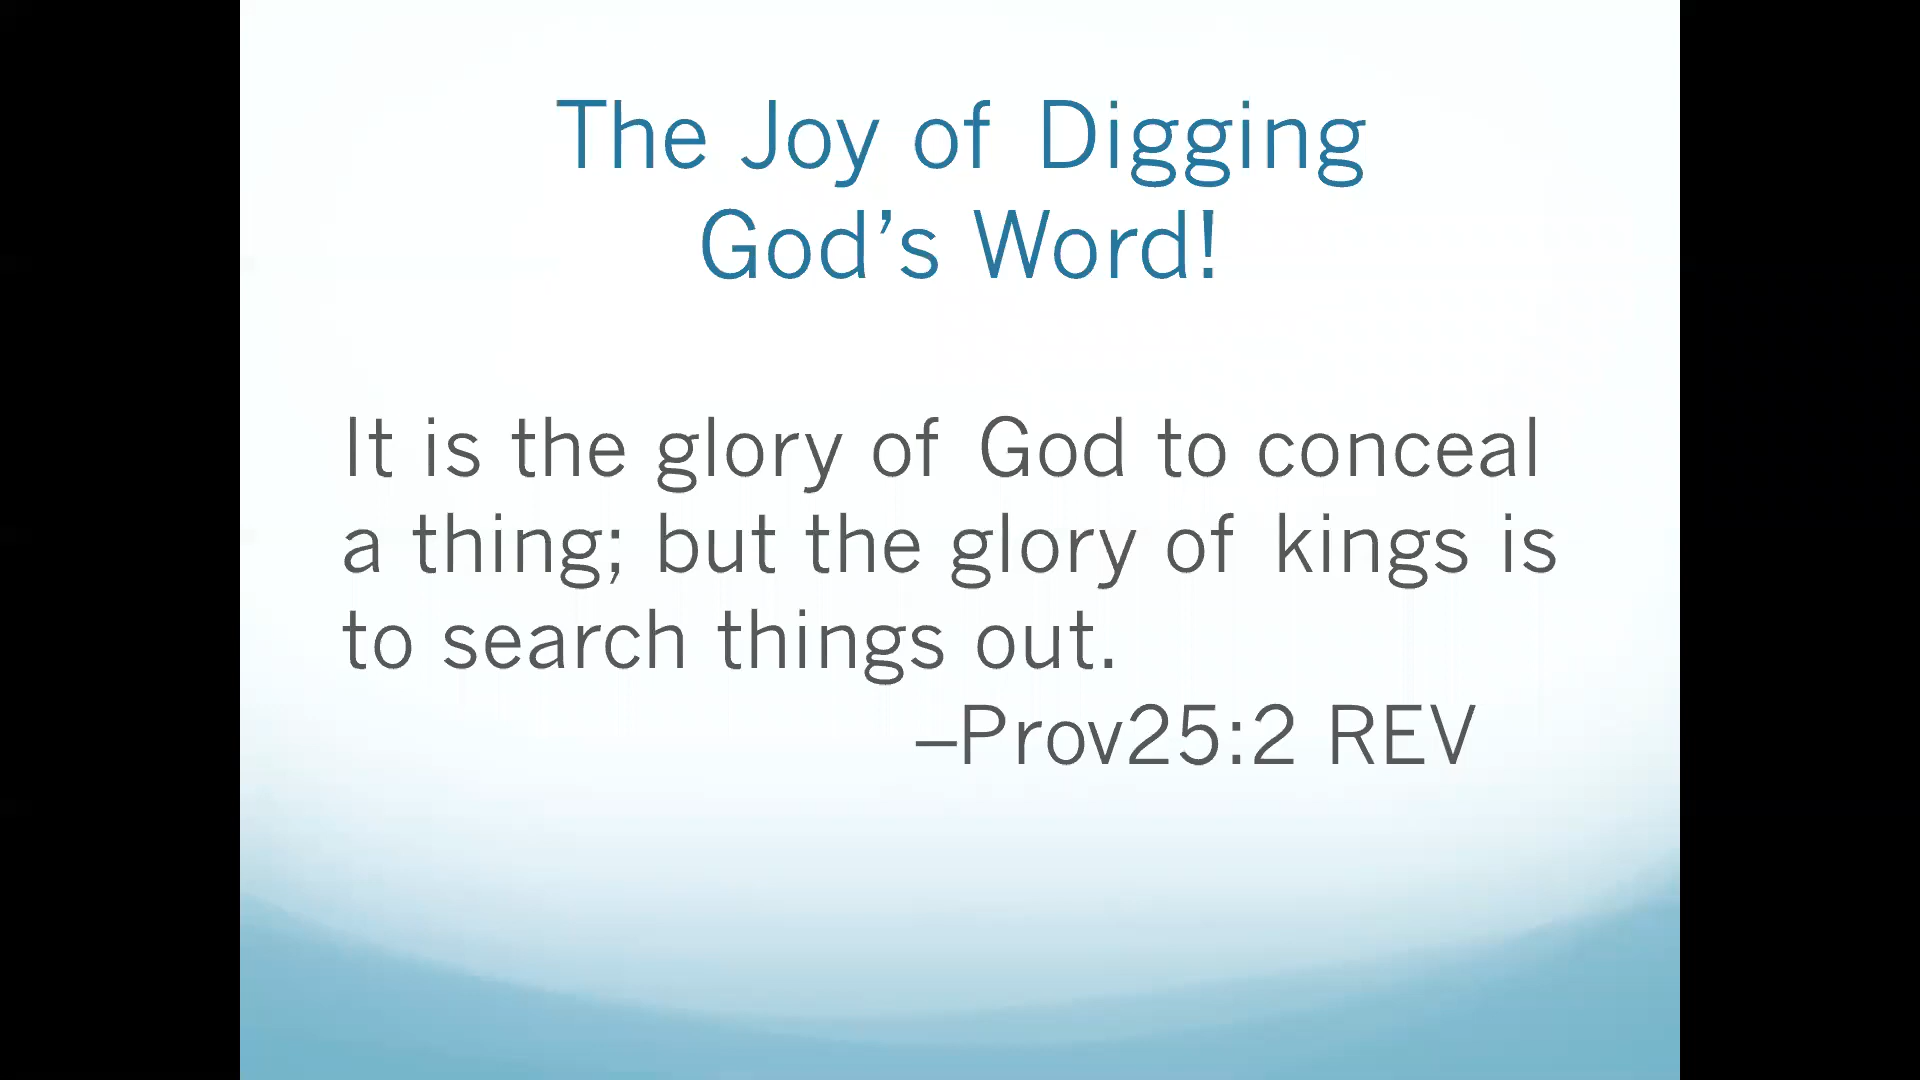 The Joy of Digging
God’s Word!
It is the glory of God to conceal
a thing; but the glory of kings is
to search things out.
–Prov25:2 REV